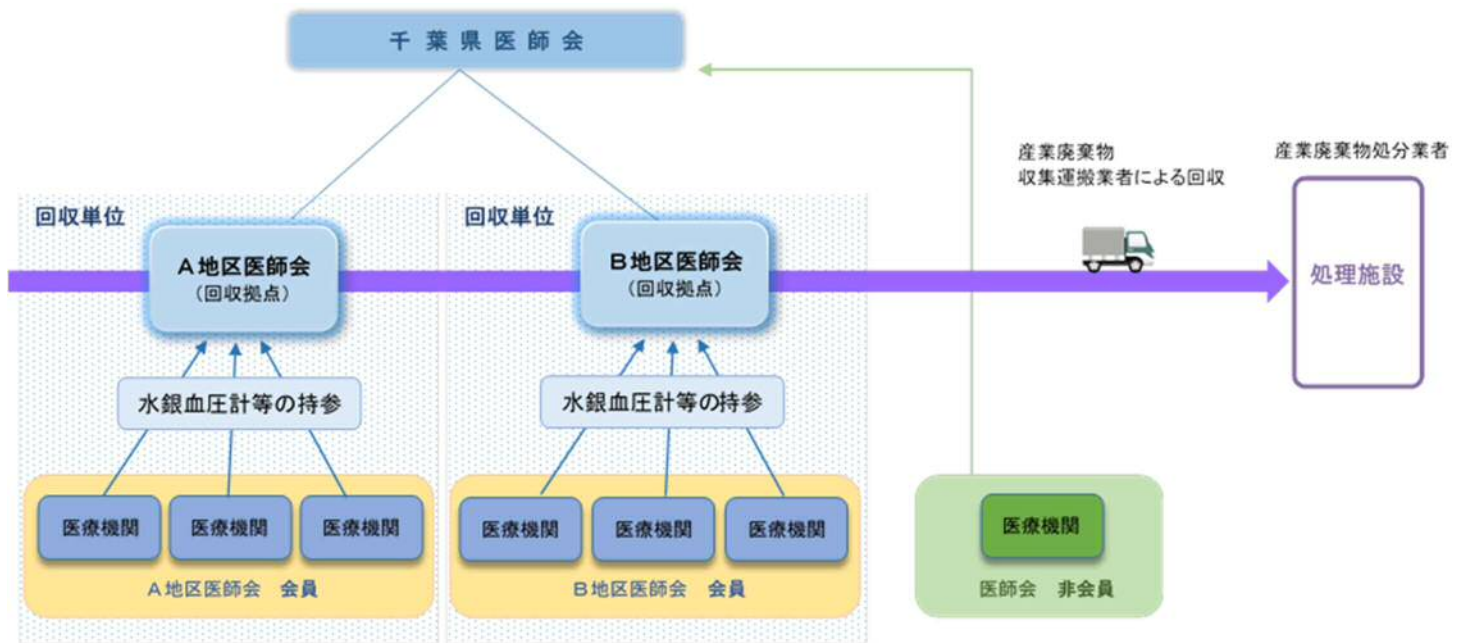 千葉県医師会
産業廃棄物
収集運搬業者による回収
産業廃棄物処分業者
回収単位
回収単位
A地区医師会
（回収拠点）
B地区医師会
（回収拠点）
処理施設
水銀血圧計等の持参
水銀血圧計等の持参
医療機関
医療機関
医療機関
医療機関
医療機関
医療機関
医療機関
A地区医師会 会員
B地区医師会 会員
医師会 非会員